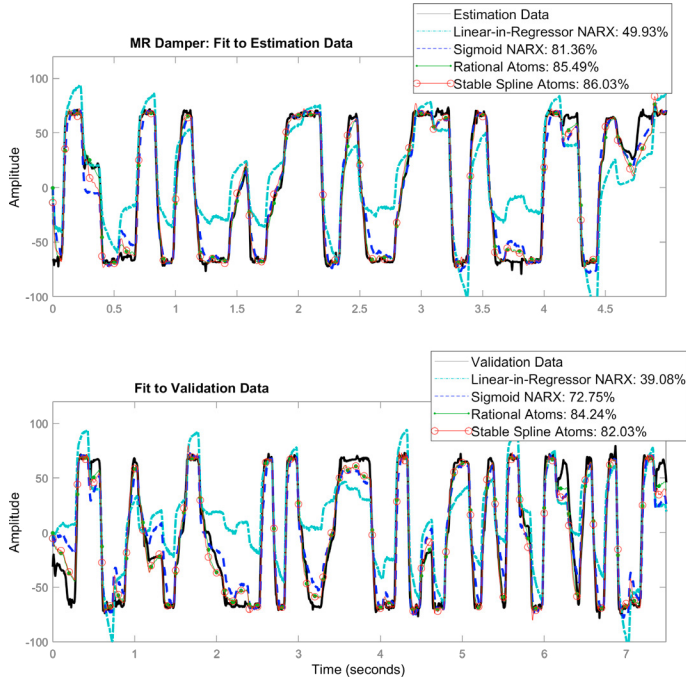 Estimation Data
Linear-in-Regressor NARX: 49.93%
MR Damper: Fit to Estimation Data
Sigmoid NARX: 81.36%
Rational Atoms: 85.49%
Stable Spline Atoms: 86.03%
100
50
0
-50
-100
Amplitude
0 0.5 1 1.5 2 2.5 3 3.5 4 4.5
Validation Data
Linear-in-Regressor NARX: 39.08%
Fit to Validation Data
Sigmoid NARX: 72.75%
Rational Atoms: 84.24%
Stable Spline Atoms: 82.03%
100
50
0
-50
-100
Amplitude
0 1 2 3 4 5 6 7
Time (seconds)